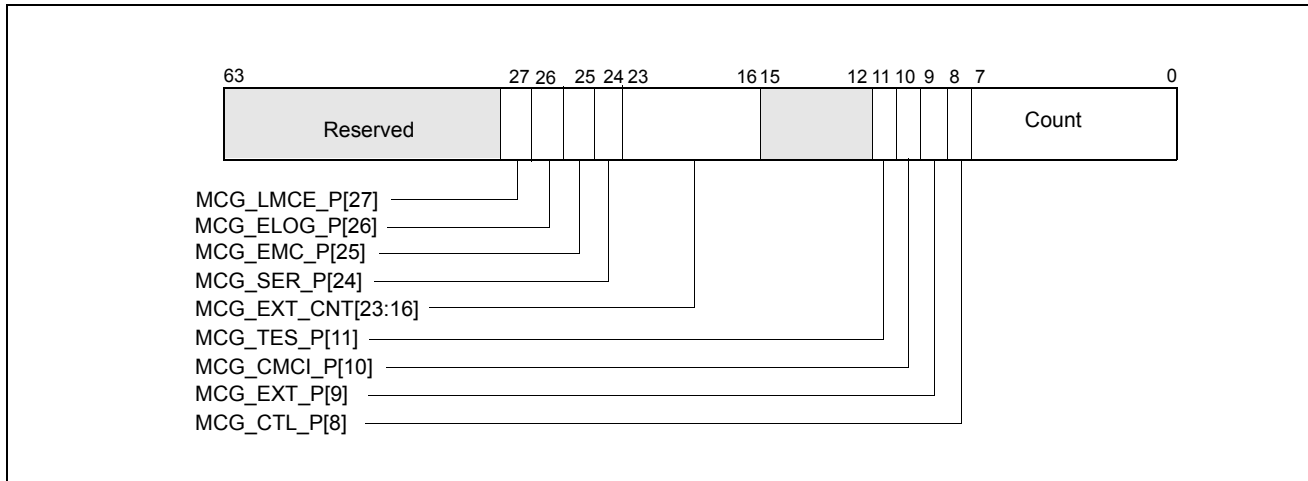 63 27 26 25 24 23 16 15 12 11 10 9 8 7 0
Reserved Count
MCG_LMCE_P[27]
MCG_ELOG_P[26]
MCG_EMC_P[25]
MCG_SER_P[24]
MCG_EXT_CNT[23:16]
MCG_TES_P[11]
MCG_CMCI_P[10]
MCG_EXT_P[9]
MCG_CTL_P[8]